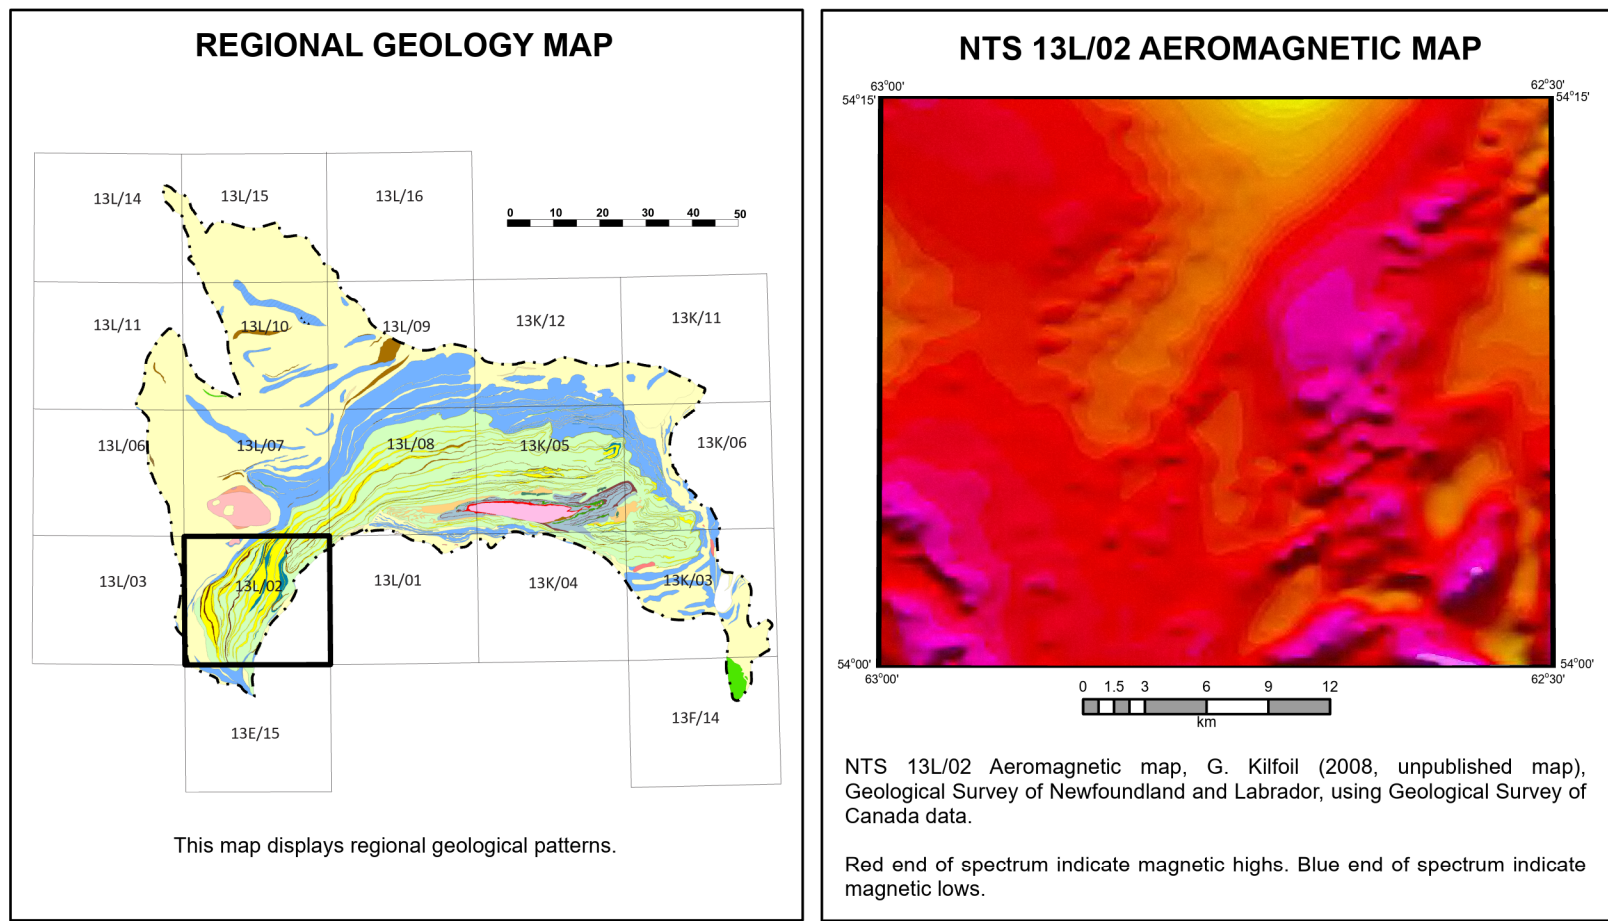 REGIONAL GEOLOGY MAP
13L/14
13L/15
13L/16
0 10 20 30 40 50
13L/11
13L/10
13L/09
13K/12
13K/11
13L/06
13L/07
13L/08
13K/05
13K/06
13L/03
13L/02
13L/01
13K/04
13K/03
13E/15
13F/14
This map displays regional geological patterns.
NTS 13L/02 AEROMAGNETIC MAP
63°00' 62°30'
54°15' 54°15'
54°00' 54°00'
63°00' 62°30'
0 1.5 3 6 9 12
km
NTS 13L/02 Aeromagnetic map, G. Kilfoil (2008, unpublished map),
Geological Survey of Newfoundland and Labrador, using Geological Survey of
Canada data.
Red end of spectrum indicate magnetic highs. Blue end of spectrum indicate
magnetic lows.